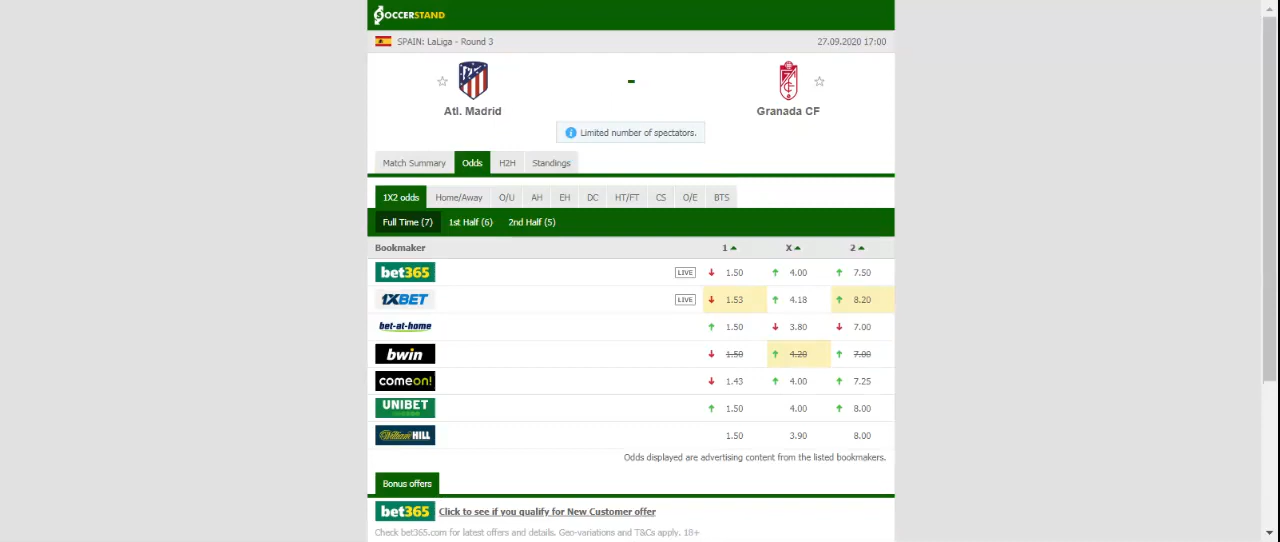 SOCCERSTAND
SPAIN: LaLiga - Round 3 27.09.2020 17:00
-
Atl. Madrid Granada CF
Limited number of spectators.
Match Summary Odds H2H Standings
1X2 odds Home/Away O/U AH EH DC HT/FT CS O/E BTS
Full Time (7) 1st Half (6) 2nd Half (5)
Bookmaker 1 X 2
bet365 LIVE 1.50 4.00 7.50
1XBET LIVE 1.53 4.18 8.20
bet-at-home 1.50 3.80 7.00
bwin 1.50 4.20 7.00
comeon! 1.43 4.00 7.25
UNIBET 1.50 4.00 8.00
William HILL 1.50 3.90 8.00
Odds displayed are advertising content from the listed bookmakers.
Bonus offers
bet365 Click to see if you qualify for New Customer offer
Check bet365.com for latest offers and details. Geo-variations and T&Cs apply. 18+